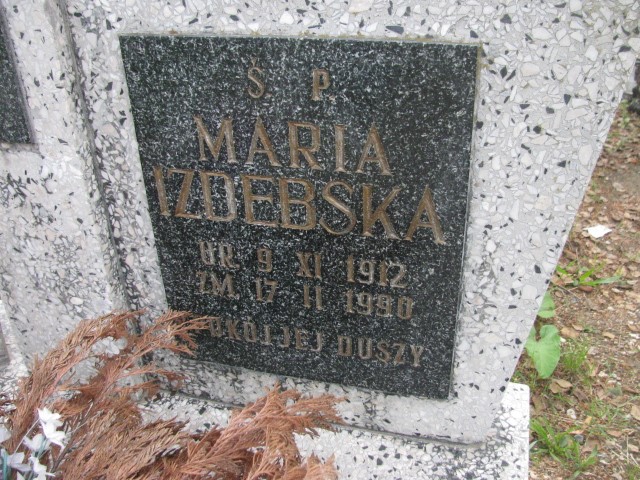 Ś P.
MARIA
IZDEBSKA
UR. 9 XI 1912
ZM. 17 II 1990
POKÓJ JEJ DUSZY